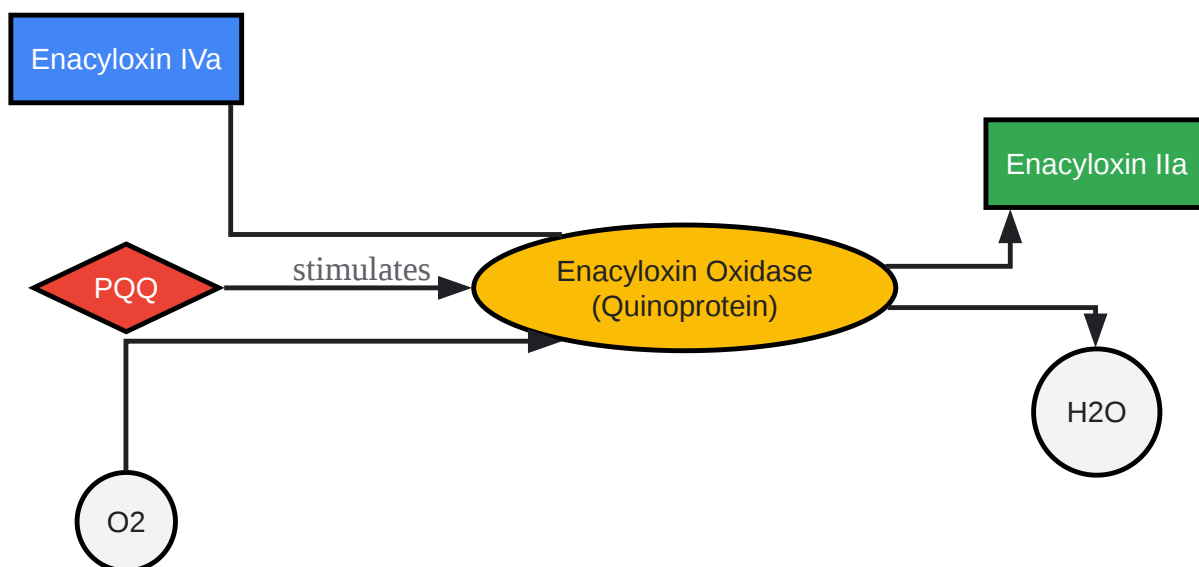 Enacyloxin IVa
Enacyloxin IIa
PQQ
stimulates
Enacyloxin Oxidase
(Quinoprotein)
H2O
O2